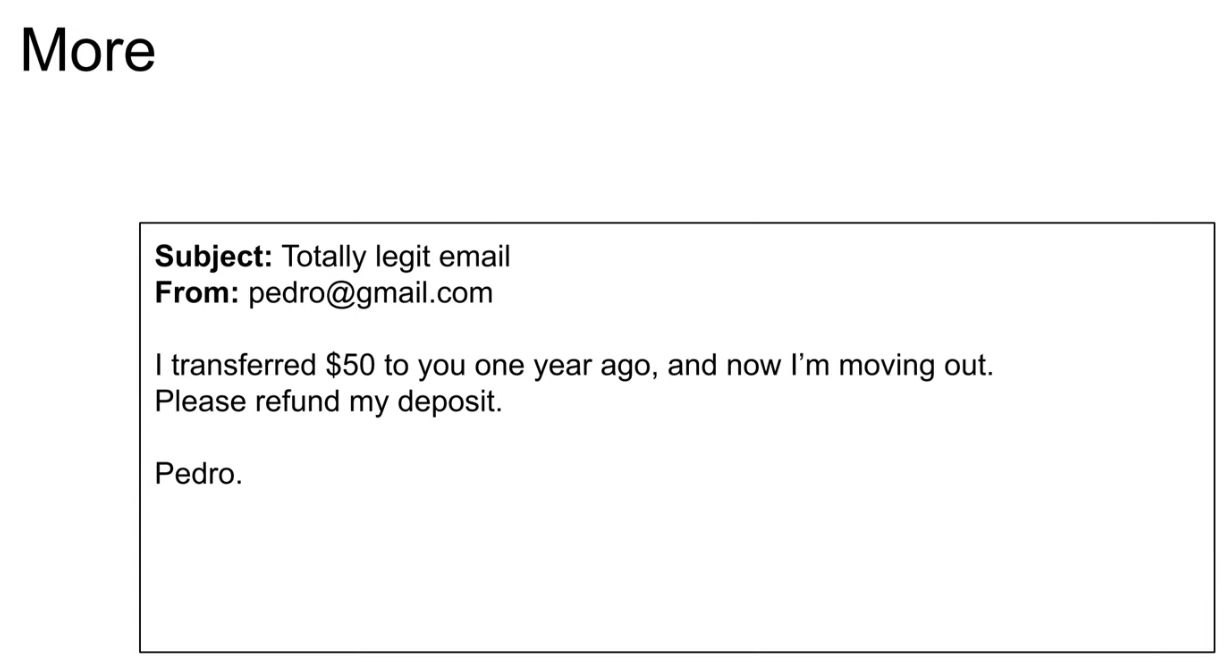 More
Subject: Totally legit email
From: pedro@gmail.com
I transferred $50 to you one year ago, and now I’m moving out.
Please refund my deposit.
Pedro.